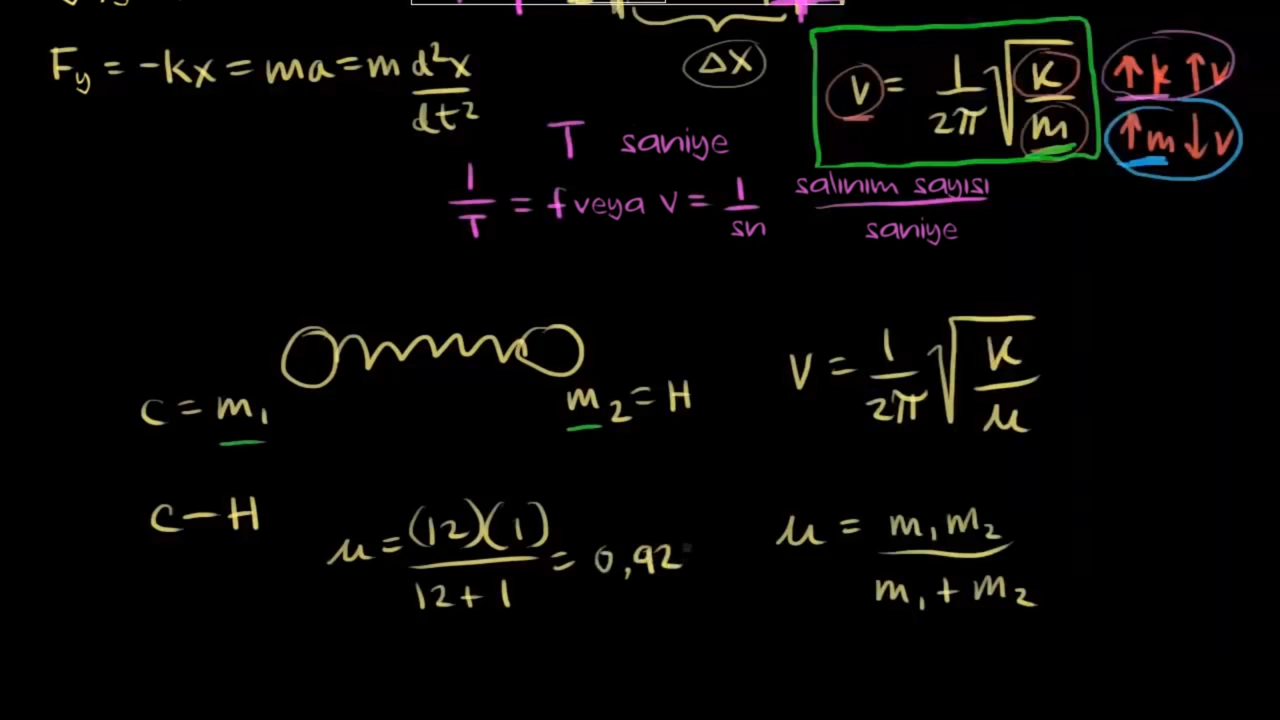 F_y = -kx = ma = m d²x/dt²
Δx
v = 1/2π √(k/m)
↑k ↑v
↑m ↓v
T saniye
1/T = f veya v = 1/sn
salınım sayısı
saniye
C = m₁
m₂ = H
v = 1/2π √(k/μ)
C – H
μ = (12)(1)/12+1 = 0,92
μ = m₁m₂/m₁+m₂